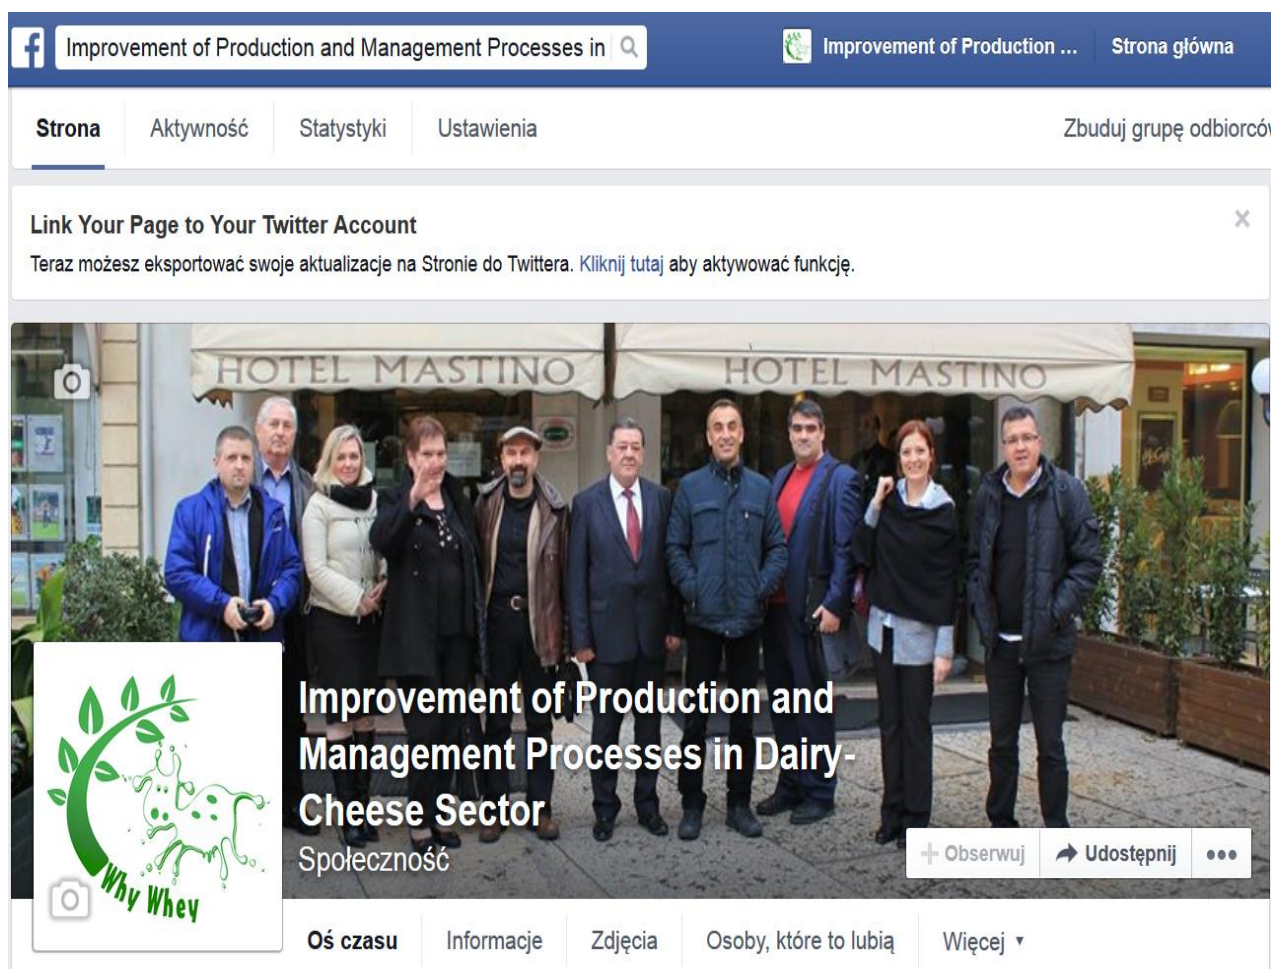 f Improvement of Production and Management Processes in
Improvement of Production ... Strona główna
Strona Aktywność Statystyki Ustawienia
Zbuduj grupę odbiorców
Link Your Page to Your Twitter Account
Teraz możesz eksportować swoje aktualizacje na Stronie do Twittera. Kliknij tutaj aby aktywować funkcję.
HOTEL MASTINO HOTEL MASTINO
McCafé
Improvement of Production and
Management Processes in Dairy-
Cheese Sector
Społeczność
Why Whey
Obserwuj Udostępnij
Oś czasu Informacje Zdjęcia Osoby, które to lubią Więcej